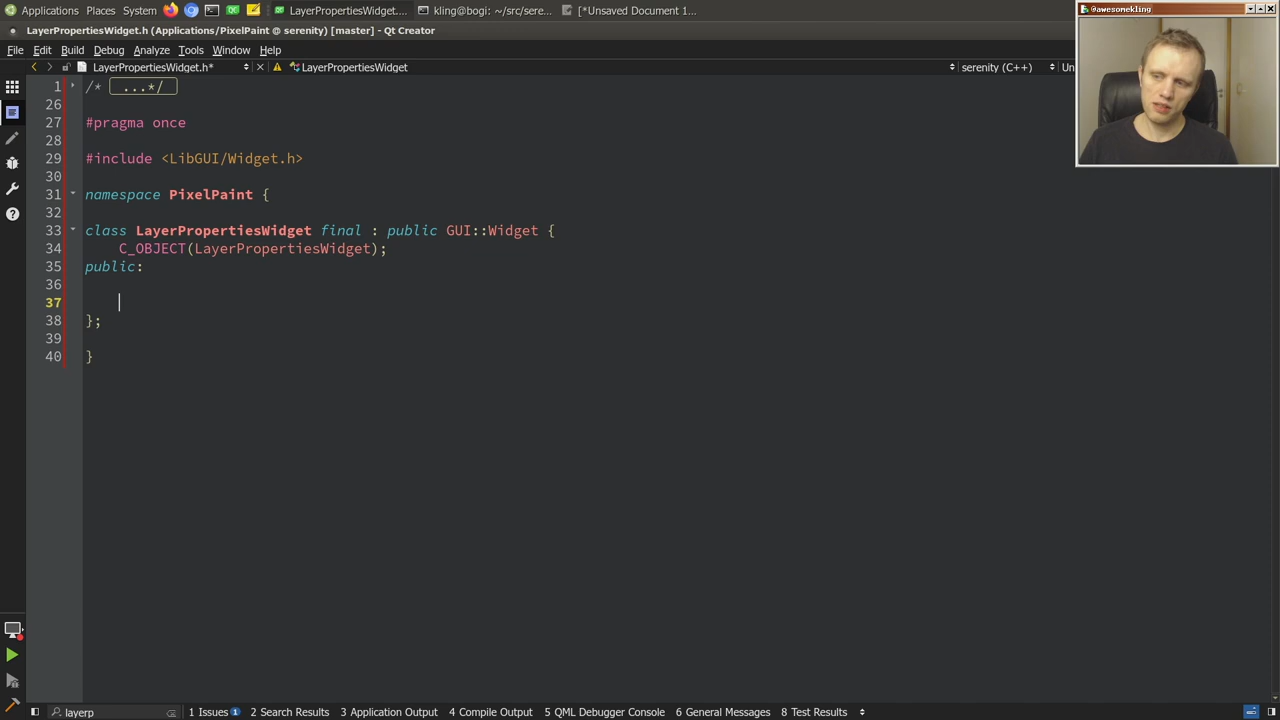 Applications Places System LayerPropertiesWidget.... kling@bogi: ~/src/sere... [*Unsaved Document 1...
@awesomekling
LayerPropertiesWidget.h (Applications/PixelPaint @ serenity) [master] - Qt Creator
File Edit Build Debug Analyze Tools Window Help
LayerPropertiesWidget.h* LayerPropertiesWidget serenity (C++) Un
1 /* ...*/
26
27 #pragma once
28
29 #include <LibGUI/Widget.h>
30
31 namespace PixelPaint {
32
33 class LayerPropertiesWidget final : public GUI::Widget {
34 C_OBJECT(LayerPropertiesWidget);
35 public:
36
37
38 };
39
40 }
layerp 1 Issues 1 2 Search Results 3 Application Output 4 Compile Output 5 QML Debugger Console 6 General Messages 8 Test Results